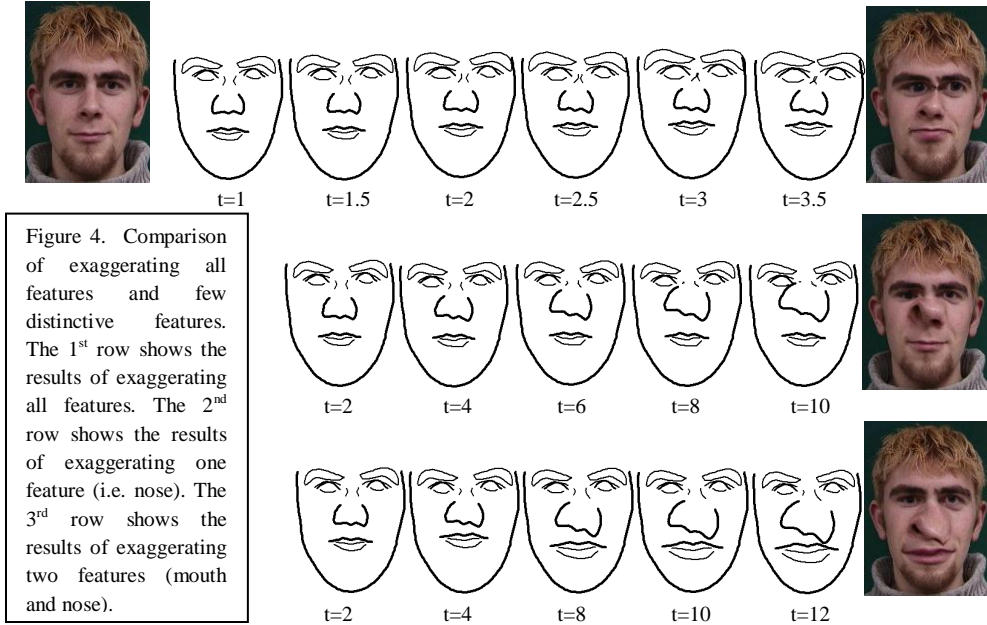 t=1 t=1.5 t=2 t=2.5 t=3 t=3.5
Figure 4. Comparison
of exaggerating all
features and few
distinctive features.
The 1st row shows the
results of exaggerating
all features. The 2nd
row shows the results
of exaggerating one
feature (i.e. nose). The
3rd row shows the
results of exaggerating
two features (mouth
and nose).
t=2 t=4 t=6 t=8 t=10
t=2 t=4 t=8 t=10 t=12